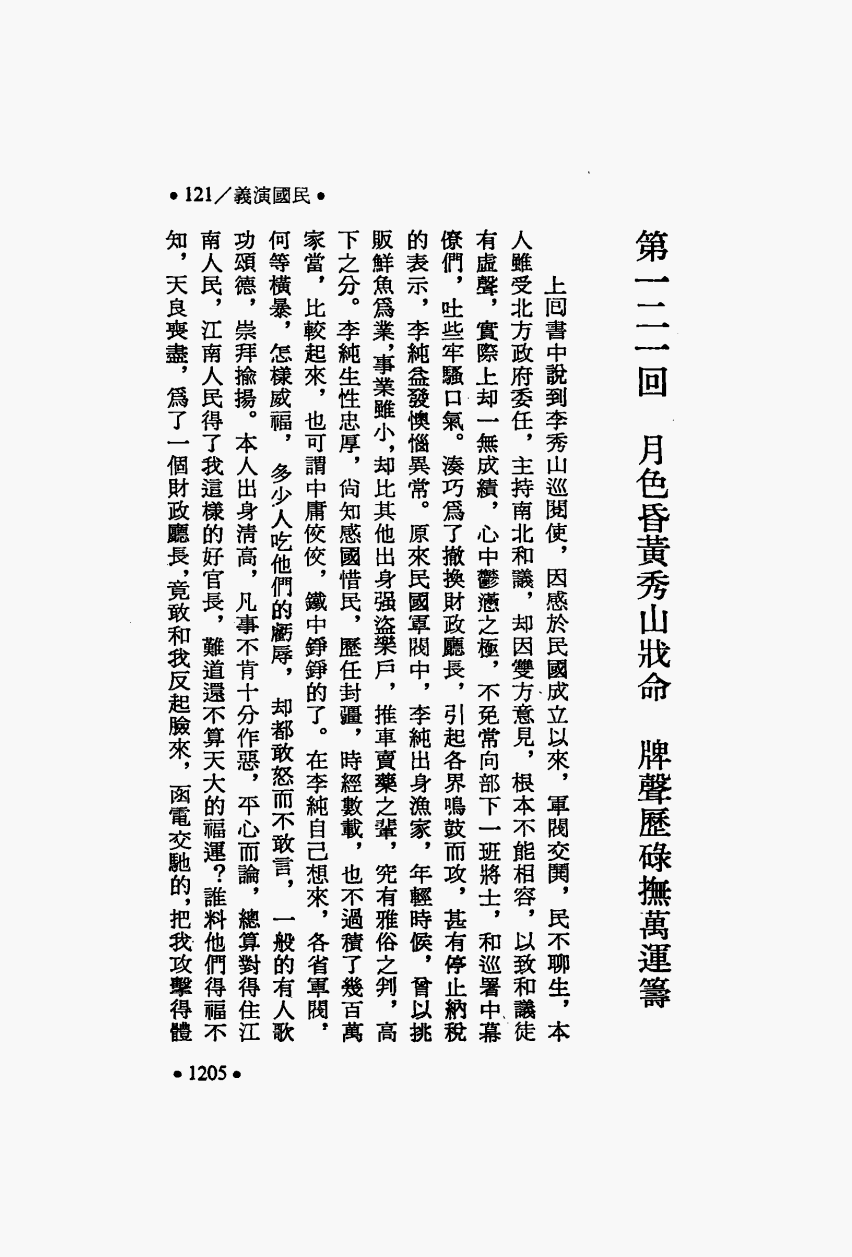 • 121／義演國民 •
第一二一回　月色昏黃秀山戕命　牌聲歷碌撫萬運籌
上囘書中說到李秀山巡閱使，因感於民國成立以來，軍閥交鬨，民不聊生，本
人雖受北方政府委任，主持南北和議，却因雙方意見，根本不能相容，以致和議徒
有虛聲，實際上却一無成績，心中鬱懣之極，不免常向部下一班將士，和巡署中幕
僚們，吐些牢騷口氣。湊巧爲了撤換財政廳長，引起各界鳴鼓而攻，甚有停止納稅
的表示，李純益發懊惱異常。原來民國軍閥中，李純出身漁家，年輕時候，曾以挑
販鮮魚爲業，事業雖小，却比其他出身强盜樂戶，推車賣藥之輩，究有雅俗之判，高
下之分。李純生性忠厚，尙知感國惜民，歷任封疆，時經數載，也不過積了幾百萬
家當，比較起來，也可謂中庸佼佼，鐵中錚錚的了。在李純自己想來，各省軍閥，
何等橫暴，怎樣威福，多少人吃他們的虧辱，却都敢怒而不敢言，一般的有人歌
功頌德，崇拜揄揚。本人出身淸高，凡事不肯十分作惡，平心而論，總算對得住江
南人民，江南人民得了我這樣的好官長，難道還不算天大的福運？誰料他們得福不
知，天良喪盡，爲了一個財政廳長，竟敢和我反起臉來，函電交馳的，把我攻擊得體
• 1205 •